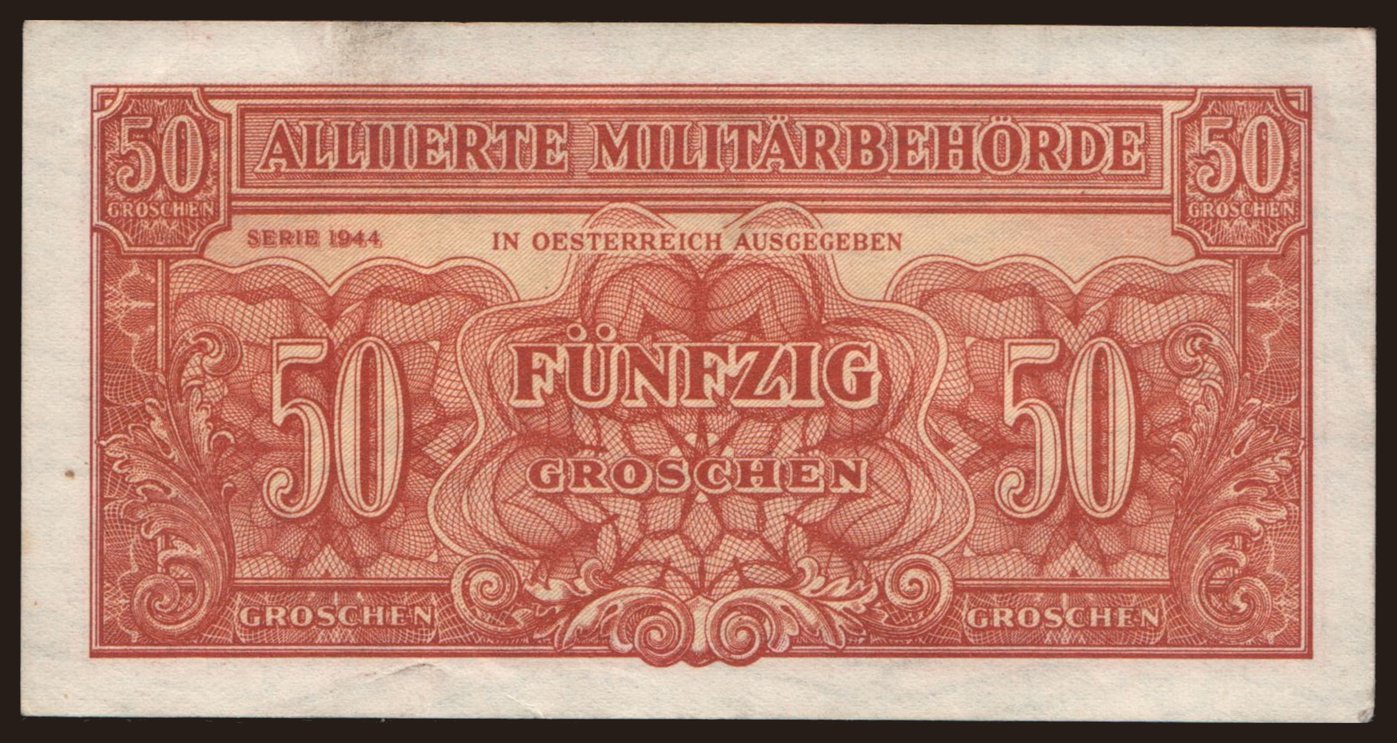 50 ALLIIERTE MILITÄRBEHÖRDE 50
GROSCHEN GROSCHEN
SERIE 1944 IN OESTERREICH AUSGEGEBEN
50 FÜNFZIG 50
GROSCHEN
GROSCHEN GROSCHEN